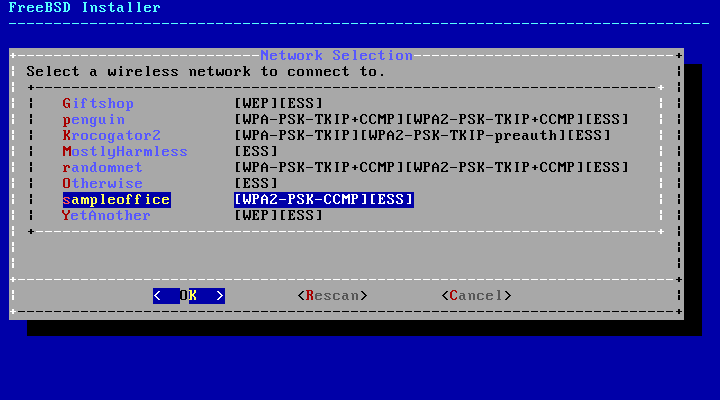 FreeBSD Installer
Network Selection
Select a wireless network to connect to.
Giftshop [WEP][ESS]
penguin [WPA-PSK-TKIP+CCMP][WPA2-PSK-TKIP+CCMP][ESS]
Krocogator2 [WPA-PSK-TKIP][WPA2-PSK-TKIP-preauth][ESS]
MostlyHarmless [ESS]
randomnet [WPA-PSK-TKIP+CCMP][WPA2-PSK-TKIP+CCMP][ESS]
Otherwise [ESS]
sampleoffice [WPA2-PSK-CCMP][ESS]
YetAnother [WEP][ESS]
< OK > <Rescan> <Cancel>